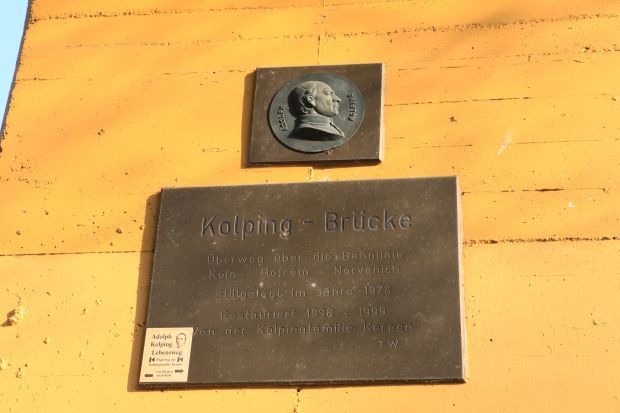 ADOLPH KOLPING
Kolping - Brücke
Überweg über die Bahnlinie
Köln - Horrem - Nörvenich
Stillgelegt im Jahre 1976
Restauriert 1998 - 1999
Von der Kolpingfamilie Kerpen
T.W.
Adolph
Kolping
Lebensweg